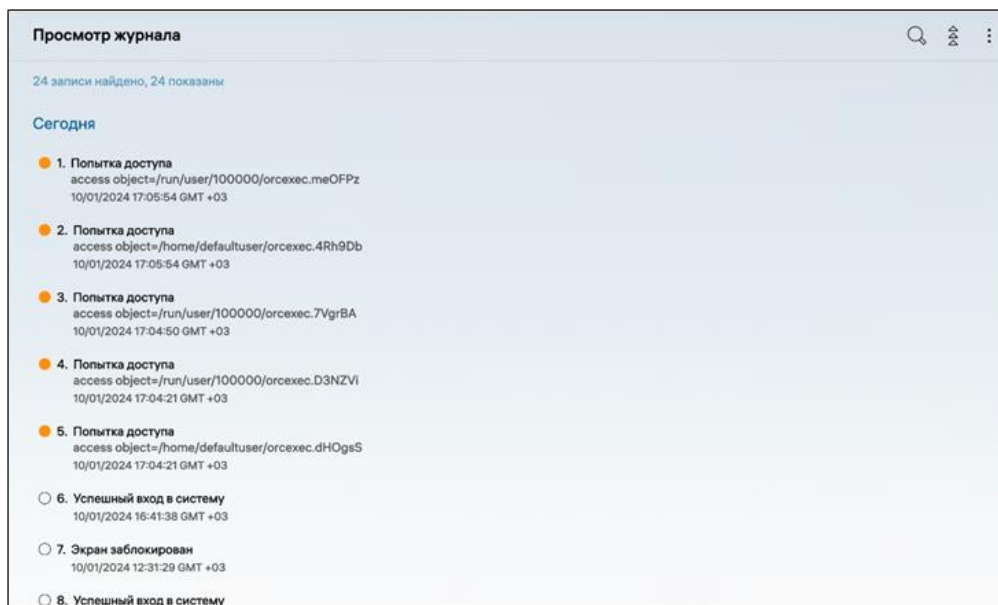 Просмотр журнала
24 записи найдено, 24 показаны
Сегодня
1. Попытка доступа
access object=/run/user/100000/orcexec.meOFPz
10/01/2024 17:05:54 GMT +03
2. Попытка доступа
access object=/home/defaultuser/orcexec.4Rh9Db
10/01/2024 17:05:54 GMT +03
3. Попытка доступа
access object=/run/user/100000/orcexec.7VgrBA
10/01/2024 17:04:50 GMT +03
4. Попытка доступа
access object=/run/user/100000/orcexec.D3NZVi
10/01/2024 17:04:21 GMT +03
5. Попытка доступа
access object=/home/defaultuser/orcexec.dHOgsS
10/01/2024 17:04:21 GMT +03
6. Успешный вход в систему
10/01/2024 16:41:38 GMT +03
7. Экран заблокирован
10/01/2024 12:31:29 GMT +03
8. Успешный вход в систему